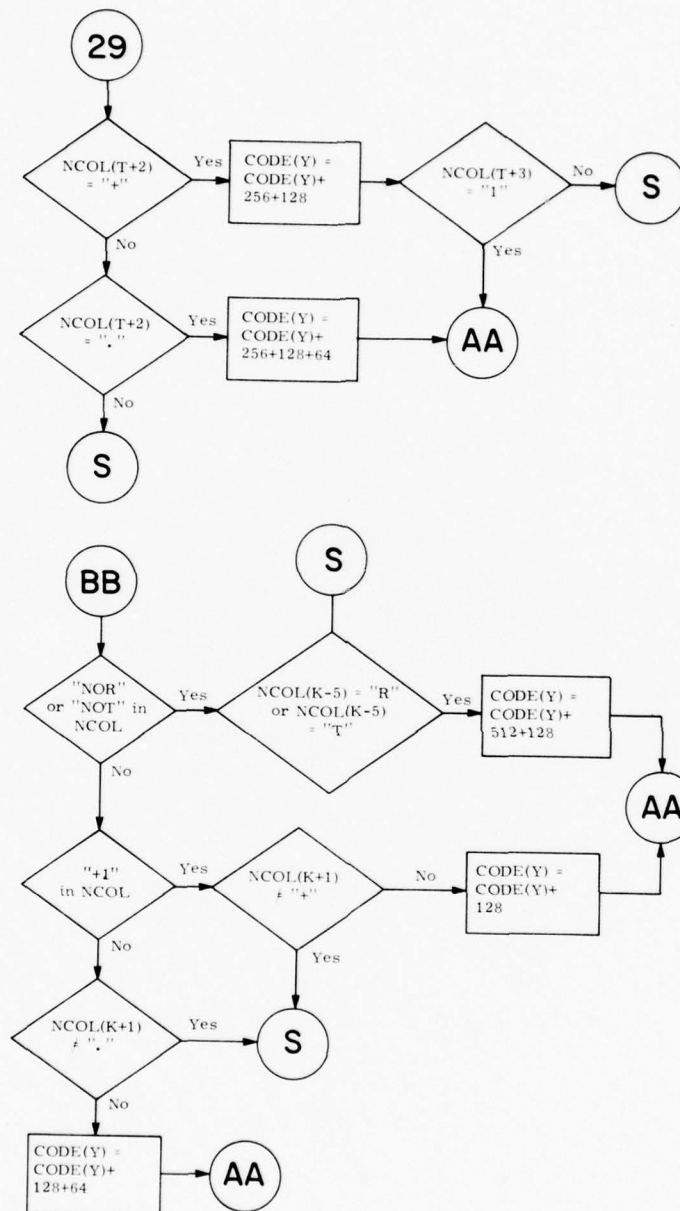 29
NCOL(T+2)
= "+"
Yes
CODE(Y) =
CODE(Y)+
256+128
NCOL(T+3)
= "1"
No
S
No
Yes
NCOL(T+2)
= "."
Yes
CODE(Y) =
CODE(Y)+
256+128+64
AA
No
S
S
BB
"NOR"
or "NOT" in
NCOL
Yes
NCOL(K-5) = "R"
or NCOL(K-5)
= "T"
Yes
CODE(Y) =
CODE(Y)+
512+128
No
AA
"+1"
in NCOL
Yes
NCOL(K+1)
≠ "+"
No
CODE(Y) =
CODE(Y)+
128
No
Yes
NCOL(K+1)
≠ "."
Yes
S
No
CODE(Y) =
CODE(Y)+
128+64
AA